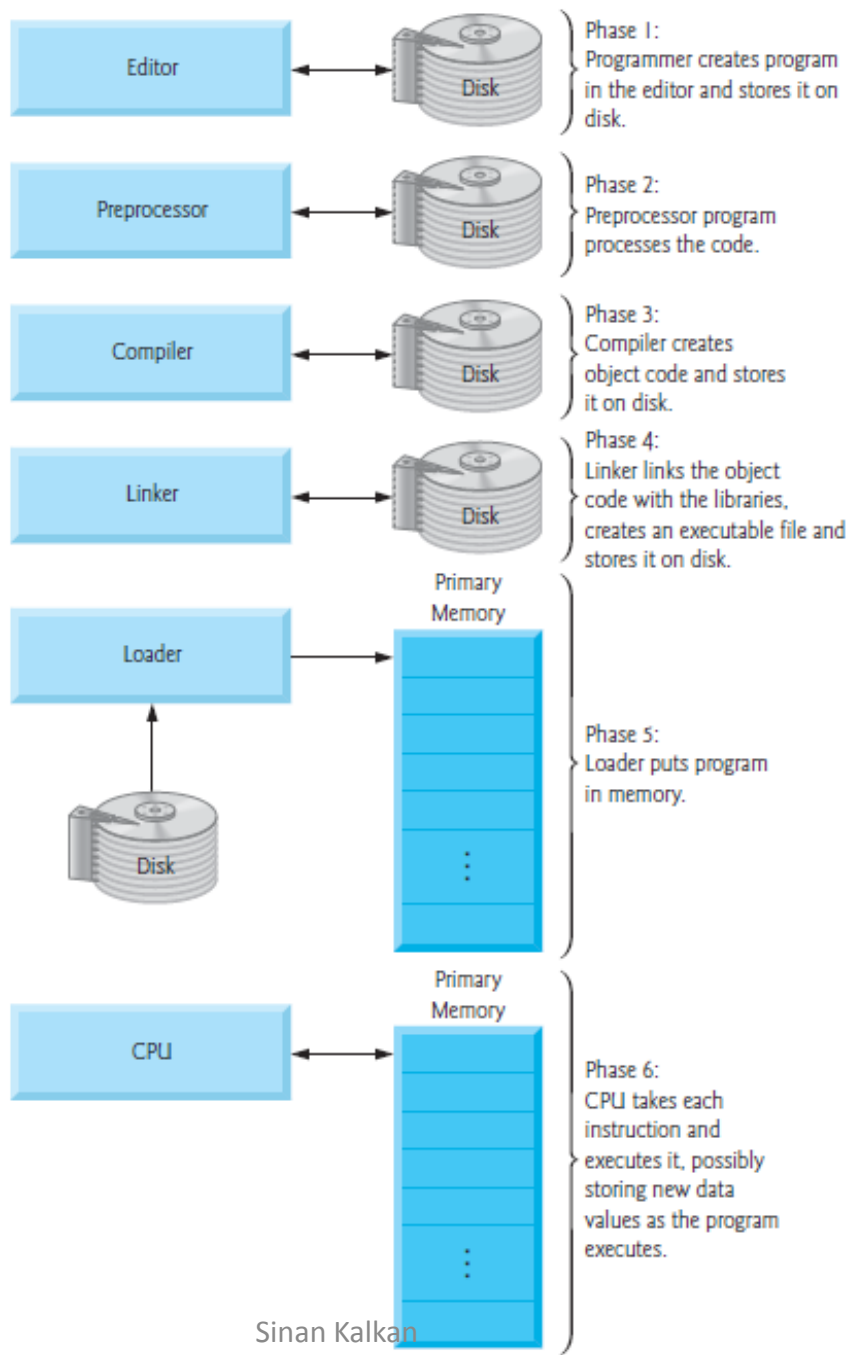 Editor
Disk
Phase 1:
Programmer creates program
in the editor and stores it on
disk.
Preprocessor
Disk
Phase 2:
Preprocessor program
processes the code.
Compiler
Disk
Phase 3:
Compiler creates
object code and stores
it on disk.
Linker
Disk
Phase 4:
Linker links the object
code with the libraries,
creates an executable file and
stores it on disk.
Primary
Memory
Loader
Disk
Phase 5:
Loader puts program
in memory.
Primary
Memory
CPU
Phase 6:
CPU takes each
instruction and
executes it, possibly
storing new data
values as the program
executes.
Sinan Kalkan